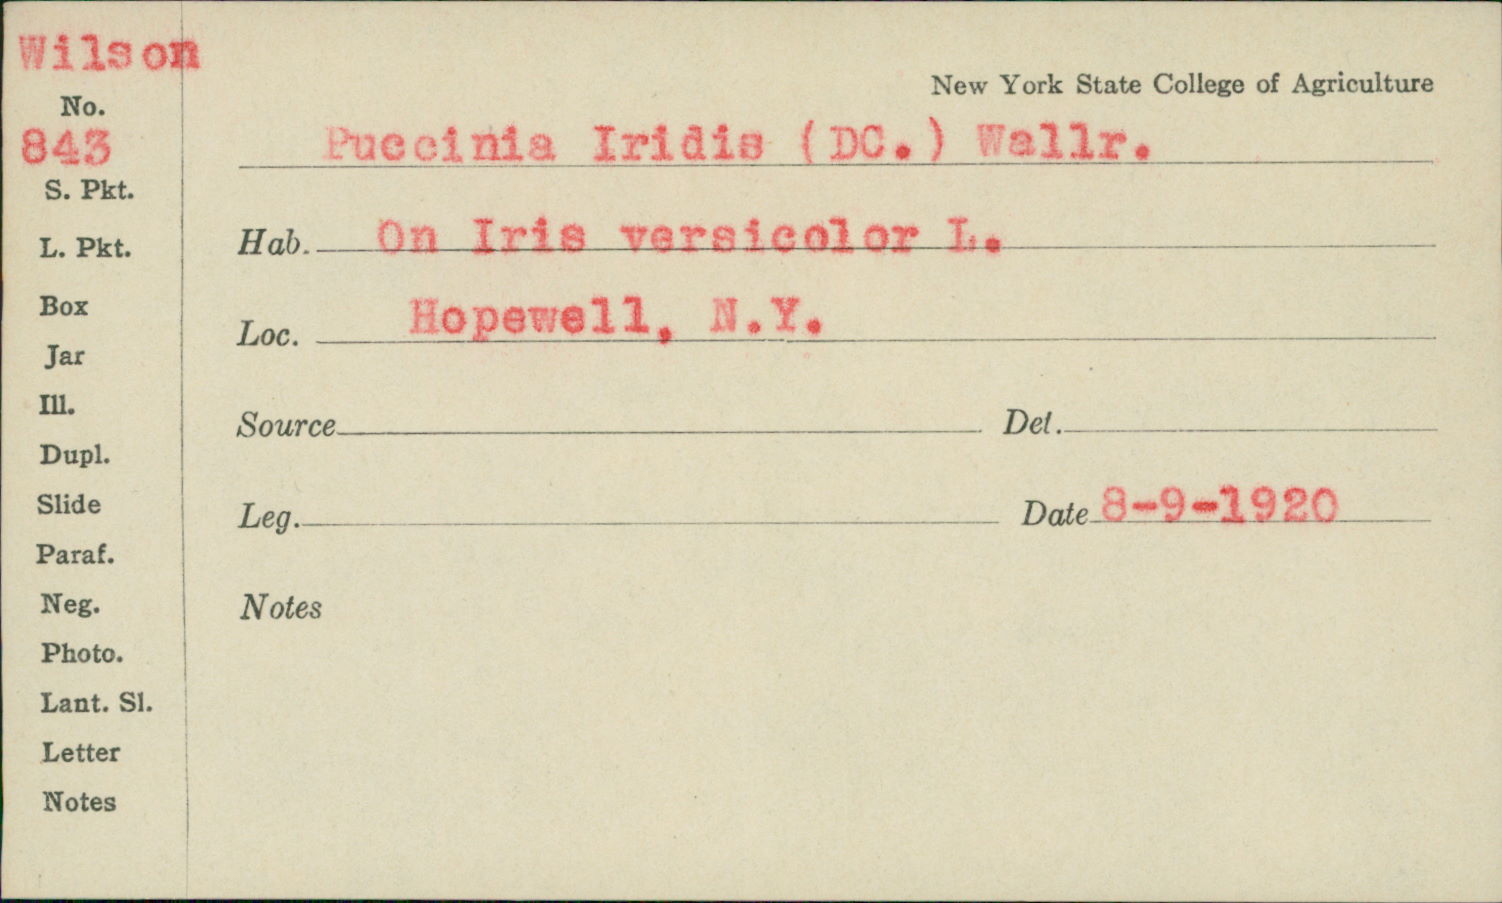 Wilson
New York State College of Agriculture
No.
843
Puccinia Iridis (DC.) Wallr.
S. Pkt.
Hab. On Iris versicolor L.
L. Pkt.
Box
Loc. Hopewell, N.Y.
Jar
Ill.
Source Det.
Dupl.
Slide
Leg. Date 8-9-1920
Paraf.
Neg.
Notes
Photo.
Lant. Sl.
Letter
Notes